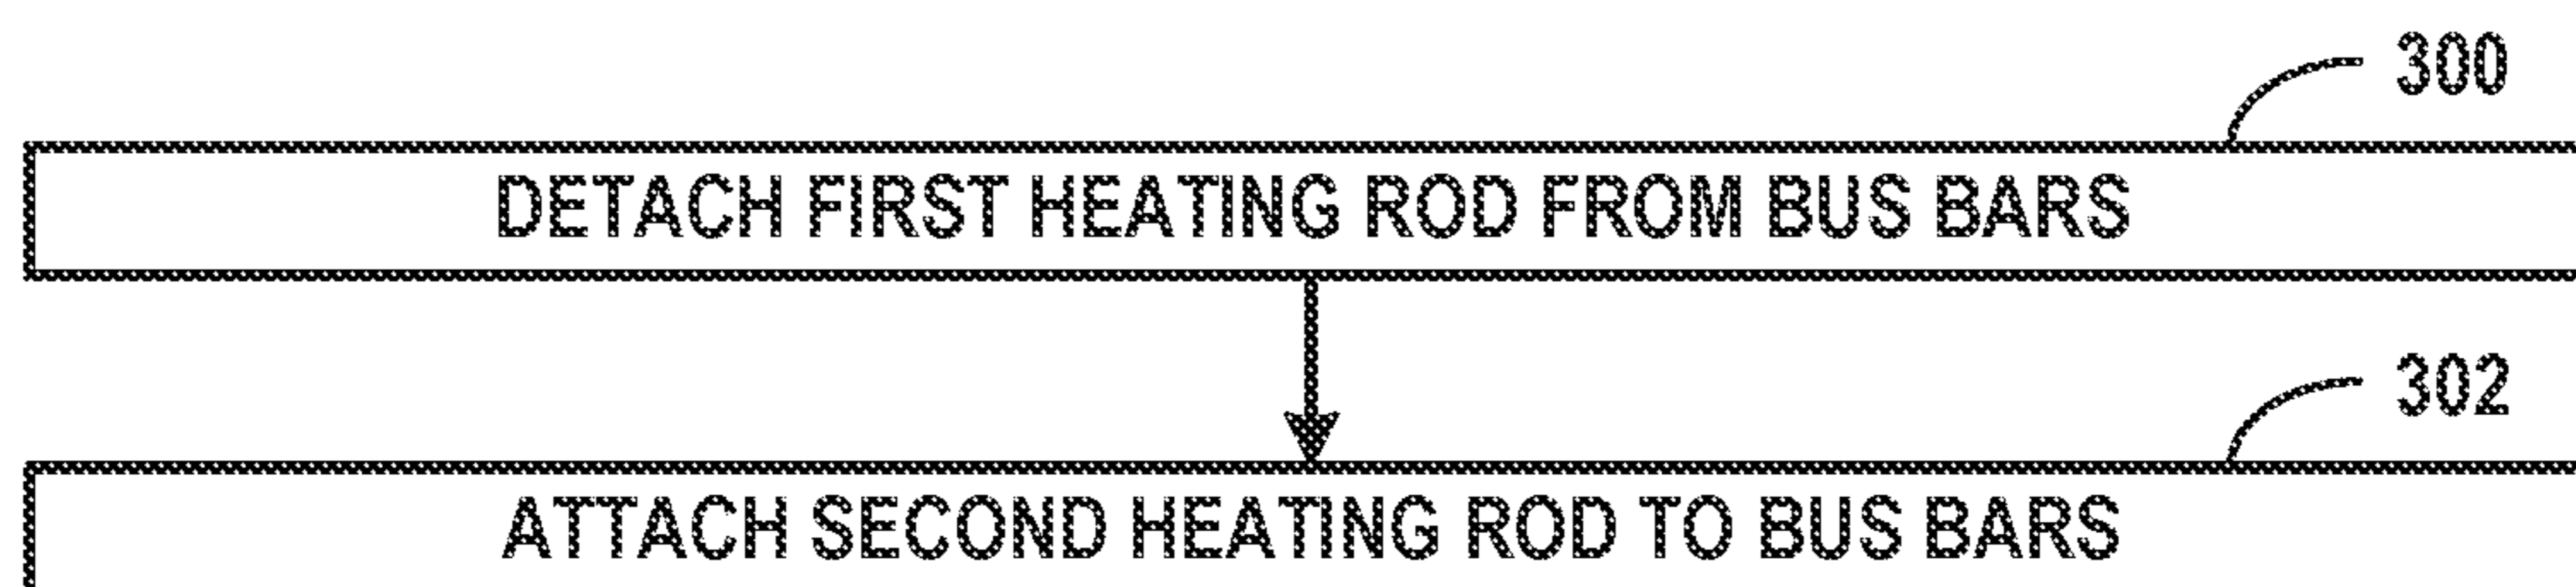 300
DETACH FIRST HEATING ROD FROM BUS BARS
302
ATTACH SECOND HEATING ROD TO BUS BARS